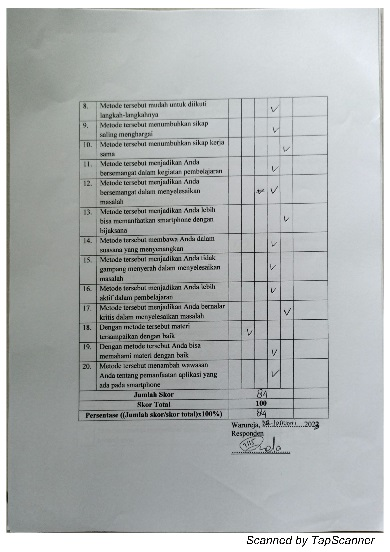 8. Metode tersebut mudah untuk diikuti
langkah-langkahnya
9. Metode tersebut menumbuhkan sikap
saling menghargai
10. Metode tersebut menumbuhkan sikap kerja
sama
11. Metode tersebut menjadikan Anda
bersemangat dalam kegiatan pembelajaran
12. Metode tersebut menjadikan Anda
bersemangat dalam menyelesaikan
masalah
13. Metode tersebut menjadikan Anda lebih
bisa memanfaatkan smartphone dengan
bijaksana
14. Metode tersebut membawa Anda dalam
suasana yang menyenangkan
15. Metode tersebut menjadikan Anda tidak
gampang menyerah dalam menyelesaikan
masalah
16. Metode tersebut menjadikan Anda lebih
aktif dalam pembelajaran
17. Metode tersebut menjadikan Anda bernalar
kritis dalam menyelesaikan masalah
18. Dengan metode tersebut materi
tersampaikan dengan baik
19. Dengan metode tersebut Anda bisa
memahami materi dengan baik
20. Metode tersebut menambah wawasan
Anda tentang pemanfaatan aplikasi yang
ada pada smartphone
Jumlah Skor 84
Skor Total 100
Persentase ((Jumlah skor/skor total)x100%) 84
Waruroja, 2023
Responden
Scanned by TapScanner